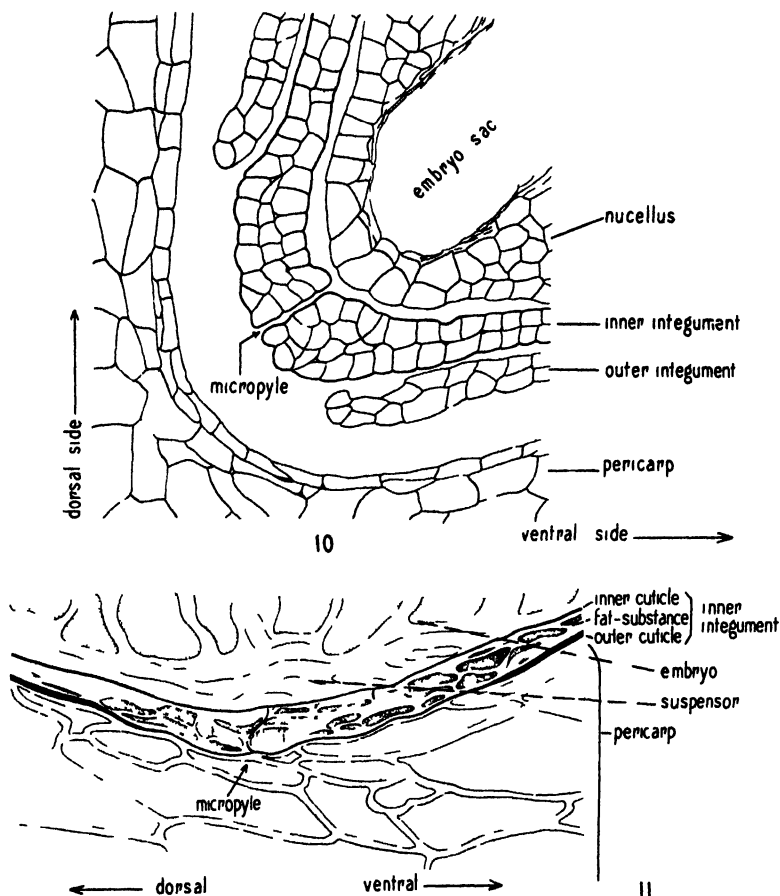 embryo sac
nucellus
inner integument
outer integument
micropyle
pericarp
dorsal side
10
ventral side
inner cuticle
fat-substance
outer cuticle
inner
integument
embryo
suspensor
pericarp
micropyle
dorsal
ventral
11